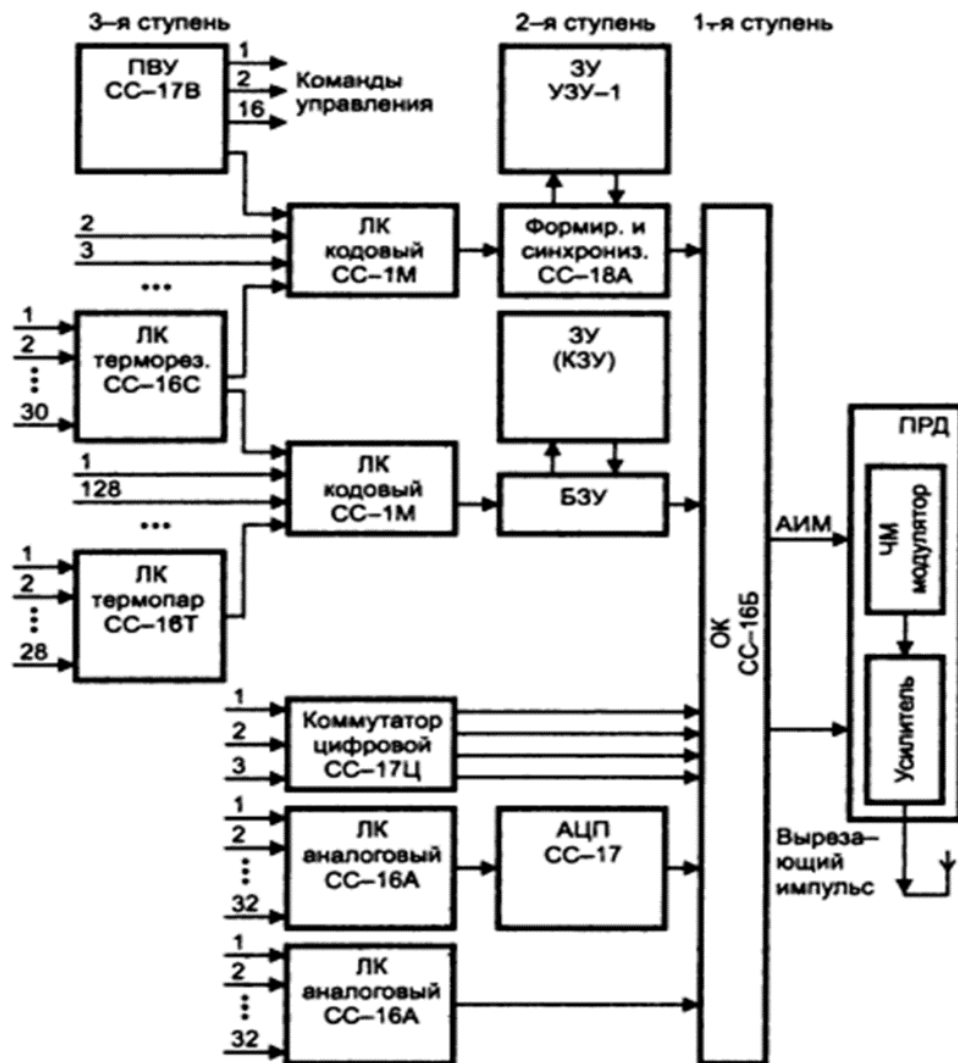 3–я ступень
2–я ступень
1–я ступень
ПВУ
СС–17В
1
2
16
Команды
управления
ЗУ
УЗУ–1
2
3
...
ЛК
кодовый
СС–1М
Формир. и
синхрониз.
СС–18А
1
2
...
30
ЛК
терморез.
СС–16С
ЗУ
(КЗУ)
1
128
...
ЛК
кодовый
СС–1М
БЗУ
1
2
...
28
ЛК
термопар
СС–16Т
ОК
СС–16Б
АИМ
ПРД
ЧМ
модулятор
Усилитель
Выреза–
ющий
импульс
1
2
3
Коммутатор
цифровой
СС–17Ц
1
2
...
32
ЛК
аналоговый
СС–16А
АЦП
СС–17
1
2
...
32
ЛК
аналоговый
СС–16А